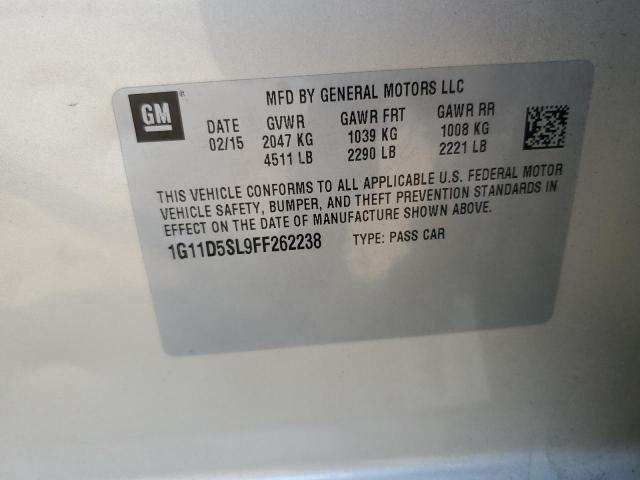 GM
MFD BY GENERAL MOTORS LLC
DATE GVWR GAWR FRT GAWR RR
02/15 2047 KG 1039 KG 1008 KG
4511 LB 2290 LB 2221 LB
THIS VEHICLE CONFORMS TO ALL APPLICABLE U.S. FEDERAL MOTOR
VEHICLE SAFETY, BUMPER, AND THEFT PREVENTION STANDARDS IN
EFFECT ON THE DATE OF MANUFACTURE SHOWN ABOVE.
1G11D5SL9FF262238 TYPE: PASS CAR